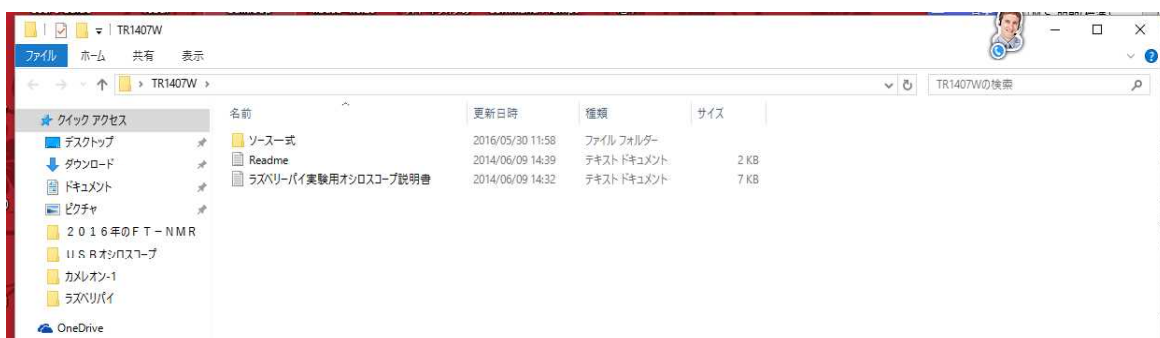 TR1407W
ファイル ホーム 共有 表示
TR1407W
TR1407Wの検索
名前 更新日時 種類 サイズ
ソース一式 2016/05/30 11:58 ファイル フォルダー
Readme 2014/06/09 14:39 テキスト ドキュメント 2 KB
ラズベリーパイ実験用オシロスコープ説明書 2014/06/09 14:32 テキスト ドキュメント 7 KB
クイック アクセス
デスクトップ
ダウンロード
ドキュメント
ピクチャ
2016年のFT-NMR
USBオシロスコープ
カメレオン-1
ラズベリパイ
OneDrive